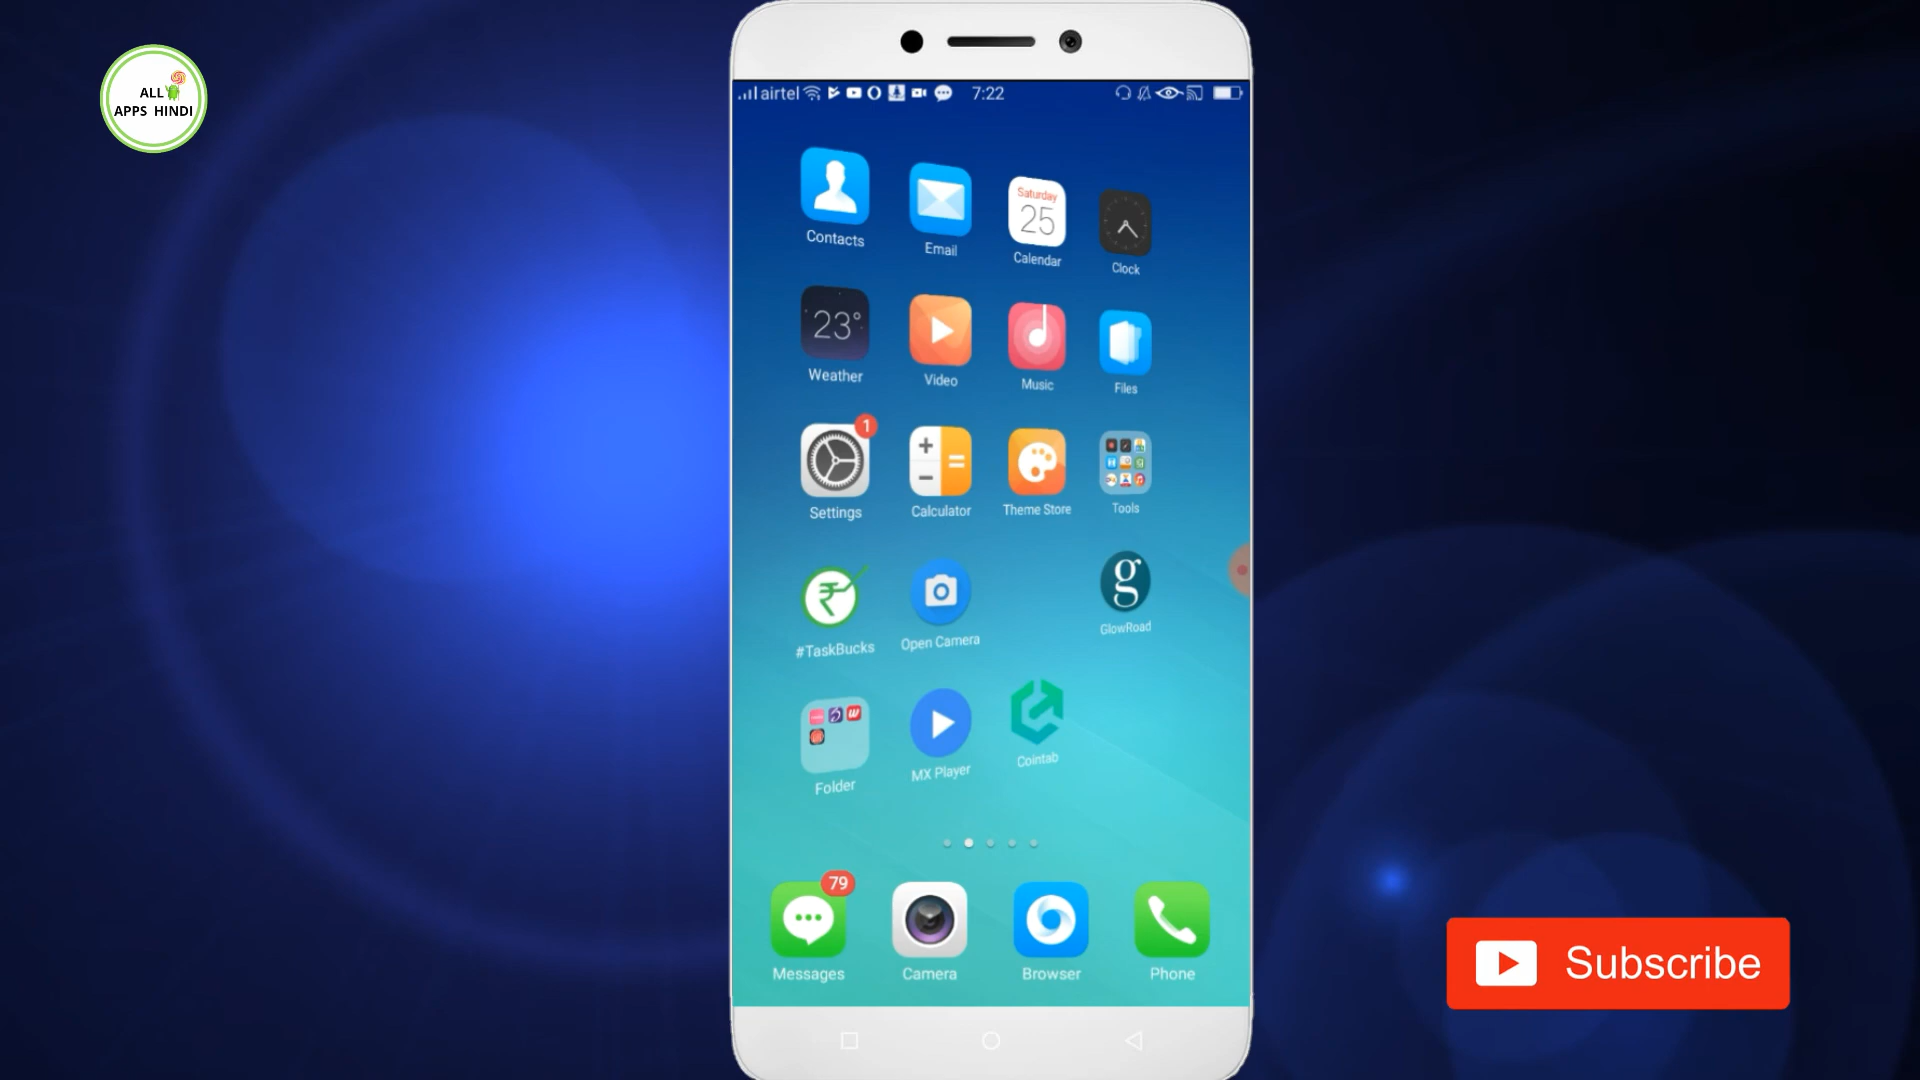 ALL
APPS HINDI
airtel 7:22
Saturday
25
Contacts
Email
Calendar
Clock
23°
Weather
Video
Music
Files
1
Settings
Calculator
Theme Store
Tools
g
#TaskBucks
Open Camera
GlowRoad
Folder
MX Player
Cointab
79
Messages
Camera
Browser
Phone
Subscribe